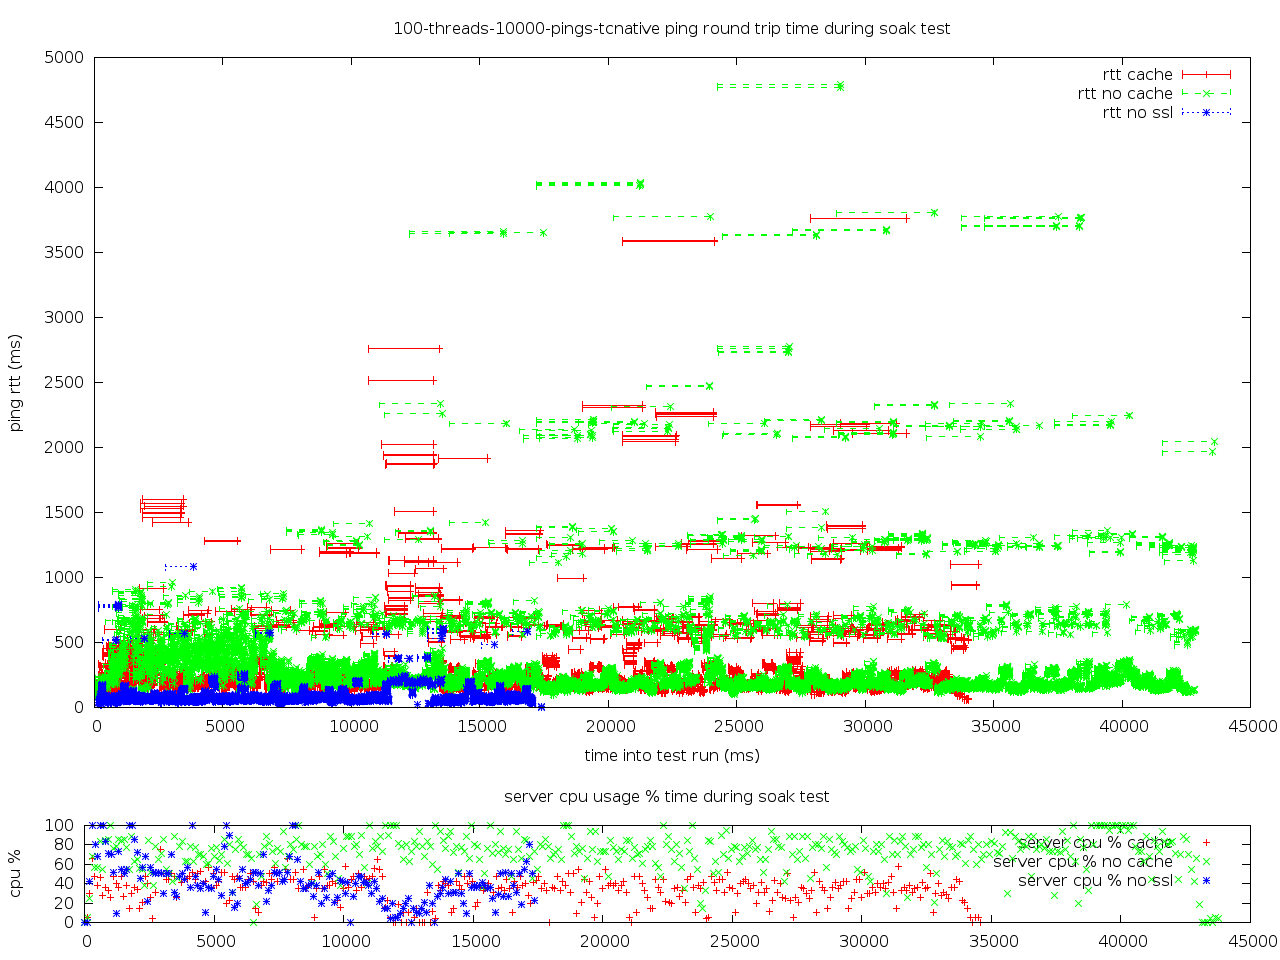 100-threads-10000-pings-tcnative ping round trip time during soak test
5000
4500
4000
3500
3000
2500
2000
1500
1000
500
0
ping rtt (ms)
rtt cache
rtt no cache
rtt no ssl
0 5000 10000 15000 20000 25000 30000 35000 40000 45000
time into test run (ms)
server cpu usage % time during soak test
100
80
60
40
20
0
cpu %
server cpu % cache
server cpu % no cache
server cpu % no ssl
0 5000 10000 15000 20000 25000 30000 35000 40000 45000